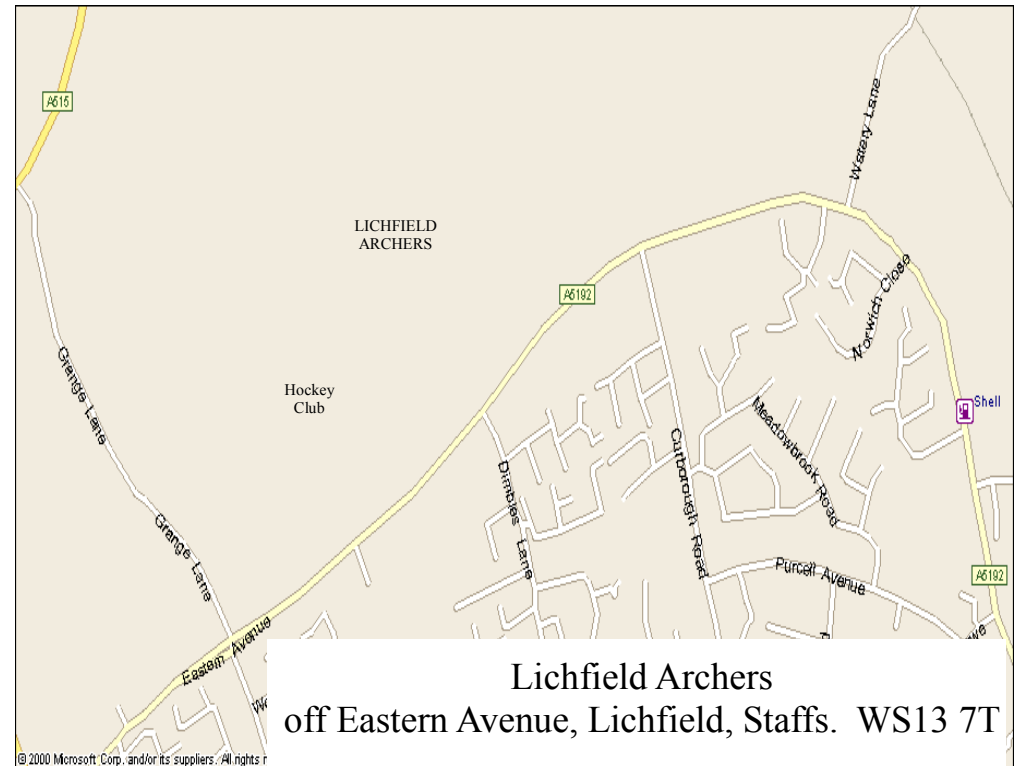 A515
Watery Lane
LICHFIELD
ARCHERS
A5192
Norwich Close
Grange Lane
Hockey
Club
Shell
Meadowbrook Road
Curborough Road
Dimbles Lane
Grange Lane
Purcell Avenue
A5192
Eastern Avenue
Lichfield Archers
off Eastern Avenue, Lichfield, Staffs. WS13 7T
© 2000 Microsoft Corp. and/or its suppliers. All rights r